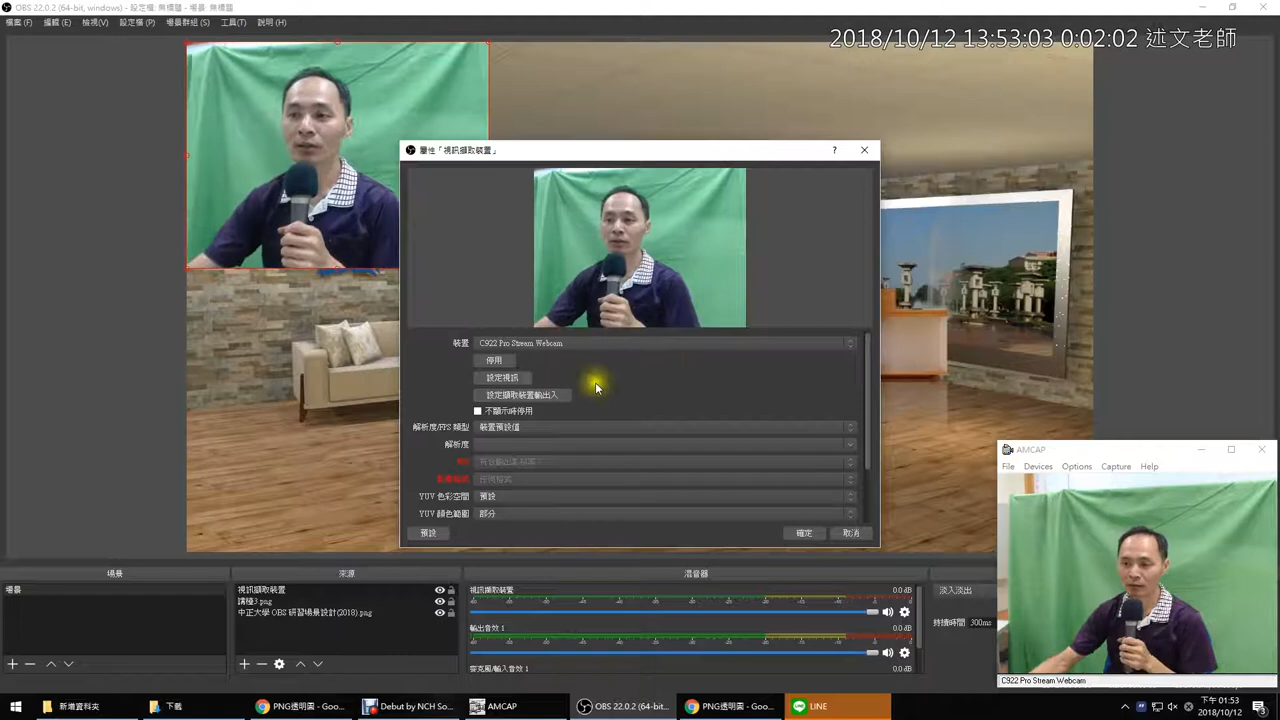 OBS 22.0.2 (64-bit, windows) - 設定檔: 無標題 - 場景: 無標題
檔案 (F) 編輯 (E) 檢視(V) 設定檔 (P) 場景群組 (S) 工具(T) 說明 (H)
2018/10/12 13:53:03 0:02:02 述文老師
屬性「視訊擷取裝置」
裝置 C922 Pro Stream Webcam
停用
設定視訊
設定擷取裝置輸出入
不顯示時停用
解析度/FPS 類型 裝置預設值
解析度
YUV 色彩空間 預設
YUV 顏色範圍 部分
預設 確定 取消
AMCAP
File Devices Options Capture Help
C922 Pro Stream Webcam
場景 來源 混音器
場景
視訊擷取裝置
講檯3.png
中正大學 OBS 研習場景設計(2018).png
視訊擷取裝置 0.0 dB
輸出音效 1 0.0 dB
麥克風/輸入音效 1 0.0 dB
淡入淡出
持續時間 300ms
新增資料夾 下載 PNG透明圖 - Goo... Debut by NCH So... AMCAP OBS 22.0.2 (64-bi... PNG透明圖 - Goo... LINE
下午 01:53
2018/10/12